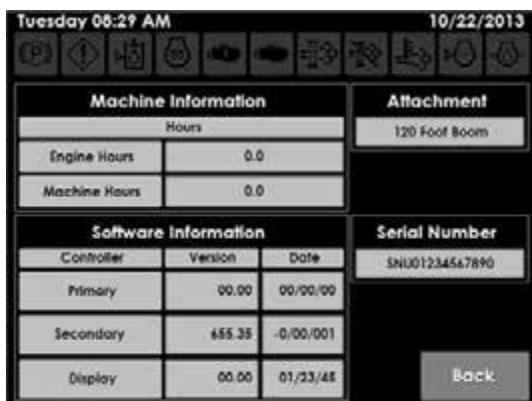 Tuesday 08:29 AM 10/22/2013
(P)
Machine Information
Hours
Engine Hours 0.0
Machine Hours 0.0
Attachment
120 Foot Boom
Software Information
Controller Version Date
Primary 00.00 00/00/00
Secondary 655.35 -0/00/001
Display 00.00 01/23/45
Serial Number
SNU01234567890
Back